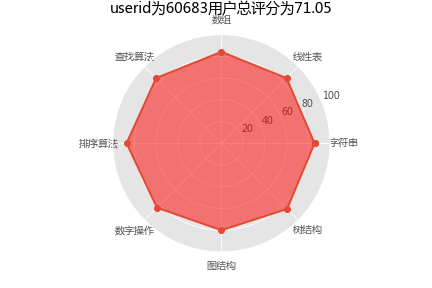 userid为60683用户总评分为71.05
数组
查找算法
线性表
100
80
60
40
20
排序算法
字符串
数字操作
树结构
图结构